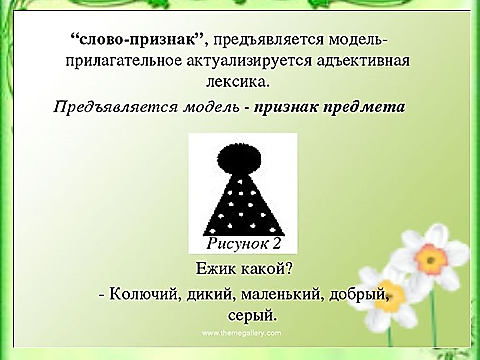 “слово-признак”, предъявляется модель-
прилагательное актуализируется адъективная
лексика.
Предъявляется модель - признак предмета
Рисунок 2
Ежик какой?
- Колючий, дикий, маленький, добрый,
серый.
www.themegallery.com